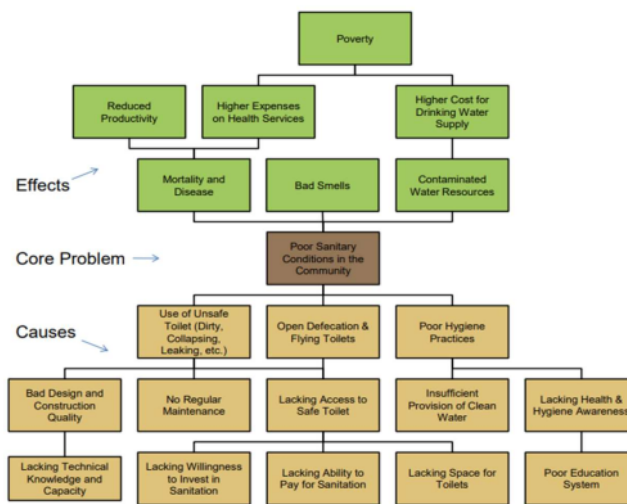 Poverty
Reduced
Productivity
Higher Expenses
on Health Services
Higher Cost for
Drinking Water
Supply
Effects
Mortality and
Disease
Bad Smells
Contaminated
Water Resources
Core Problem
Poor Sanitary
Conditions in the
Community
Causes
Use of Unsafe
Toilet (Dirty,
Collapsing,
Leaking, etc.)
Open Defecation &
Flying Toilets
Poor Hygiene
Practices
Bad Design and
Construction
Quality
No Regular
Maintenance
Lacking Access to
Safe Toilet
Insufficient
Provision of Clean
Water
Lacking Health &
Hygiene Awareness
Lacking Technical
Knowledge and
Capacity
Lacking Willingness
to Invest in
Sanitation
Lacking Ability to
Pay for Sanitation
Lacking Space for
Toilets
Poor Education
System